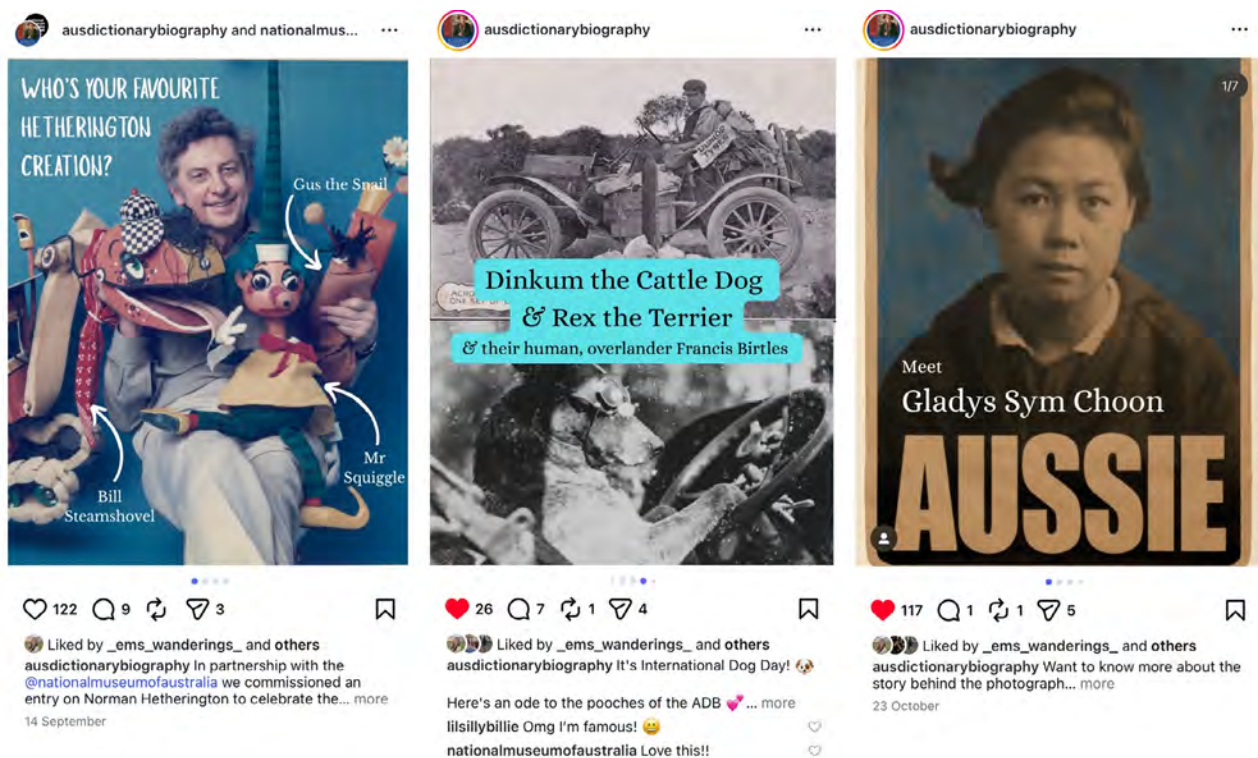 ausdictionarybiography and nationalmus...
WHO'S YOUR FAVOURITE
HETHERINGTON
CREATION?
Gus the Snail
Mr
Squiggle
Bill
Steamshovel
122 9 3
Liked by _ems_wanderings_ and others
ausdictionarybiography In partnership with the
@nationalmuseumofaustralia we commissioned an
entry on Norman Hetherington to celebrate the... more
14 September
ausdictionarybiography
Dinkum the Cattle Dog
& Rex the Terrier
& their human, overlander Francis Birtles
26 7 1 4
Liked by _ems_wanderings_ and others
ausdictionarybiography It's International Dog Day! 🐶
Here's an ode to the pooches of the ADB 💕 ... more
lilsillybillie Omg I'm famous! 😬
nationalmuseumofaustralia Love this!!
ausdictionarybiography
1/7
Meet
Gladys Sym Choon
AUSSIE
117 1 1 5
Liked by _ems_wanderings_ and others
ausdictionarybiography Want to know more about the
story behind the photograph... more
23 October